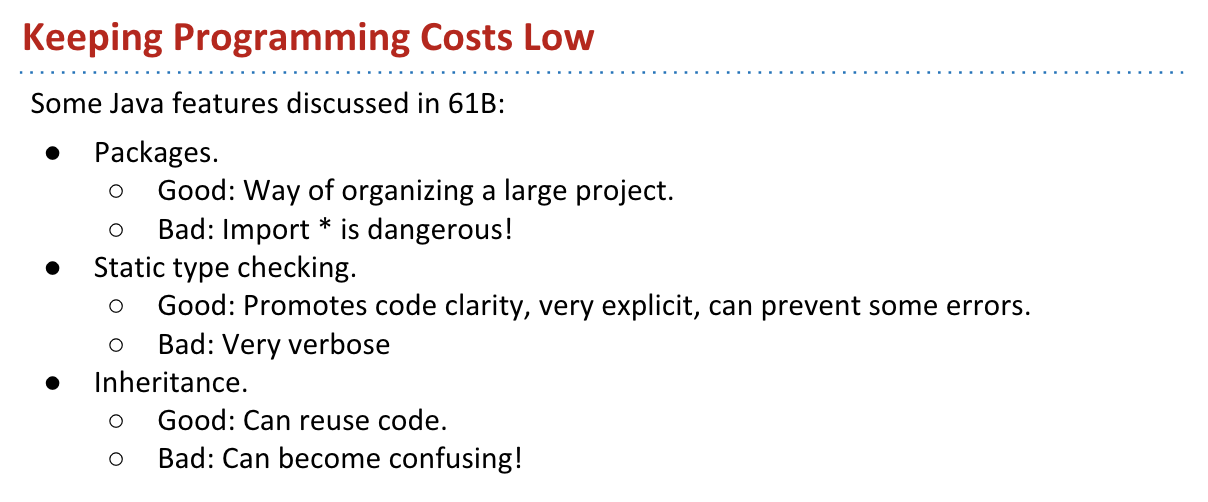 Keeping Programming Costs Low
Some Java features discussed in 61B:
● Packages.
○ Good: Way of organizing a large project.
○ Bad: Import * is dangerous!
● Static type checking.
○ Good: Promotes code clarity, very explicit, can prevent some errors.
○ Bad: Very verbose
● Inheritance.
○ Good: Can reuse code.
○ Bad: Can become confusing!